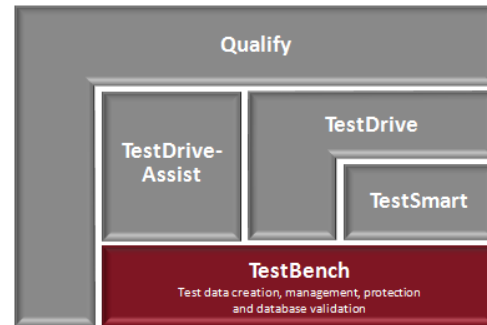 Qualify
TestDrive-
Assist
TestDrive
TestSmart
TestBench
Test data creation, management, protection
and database validation